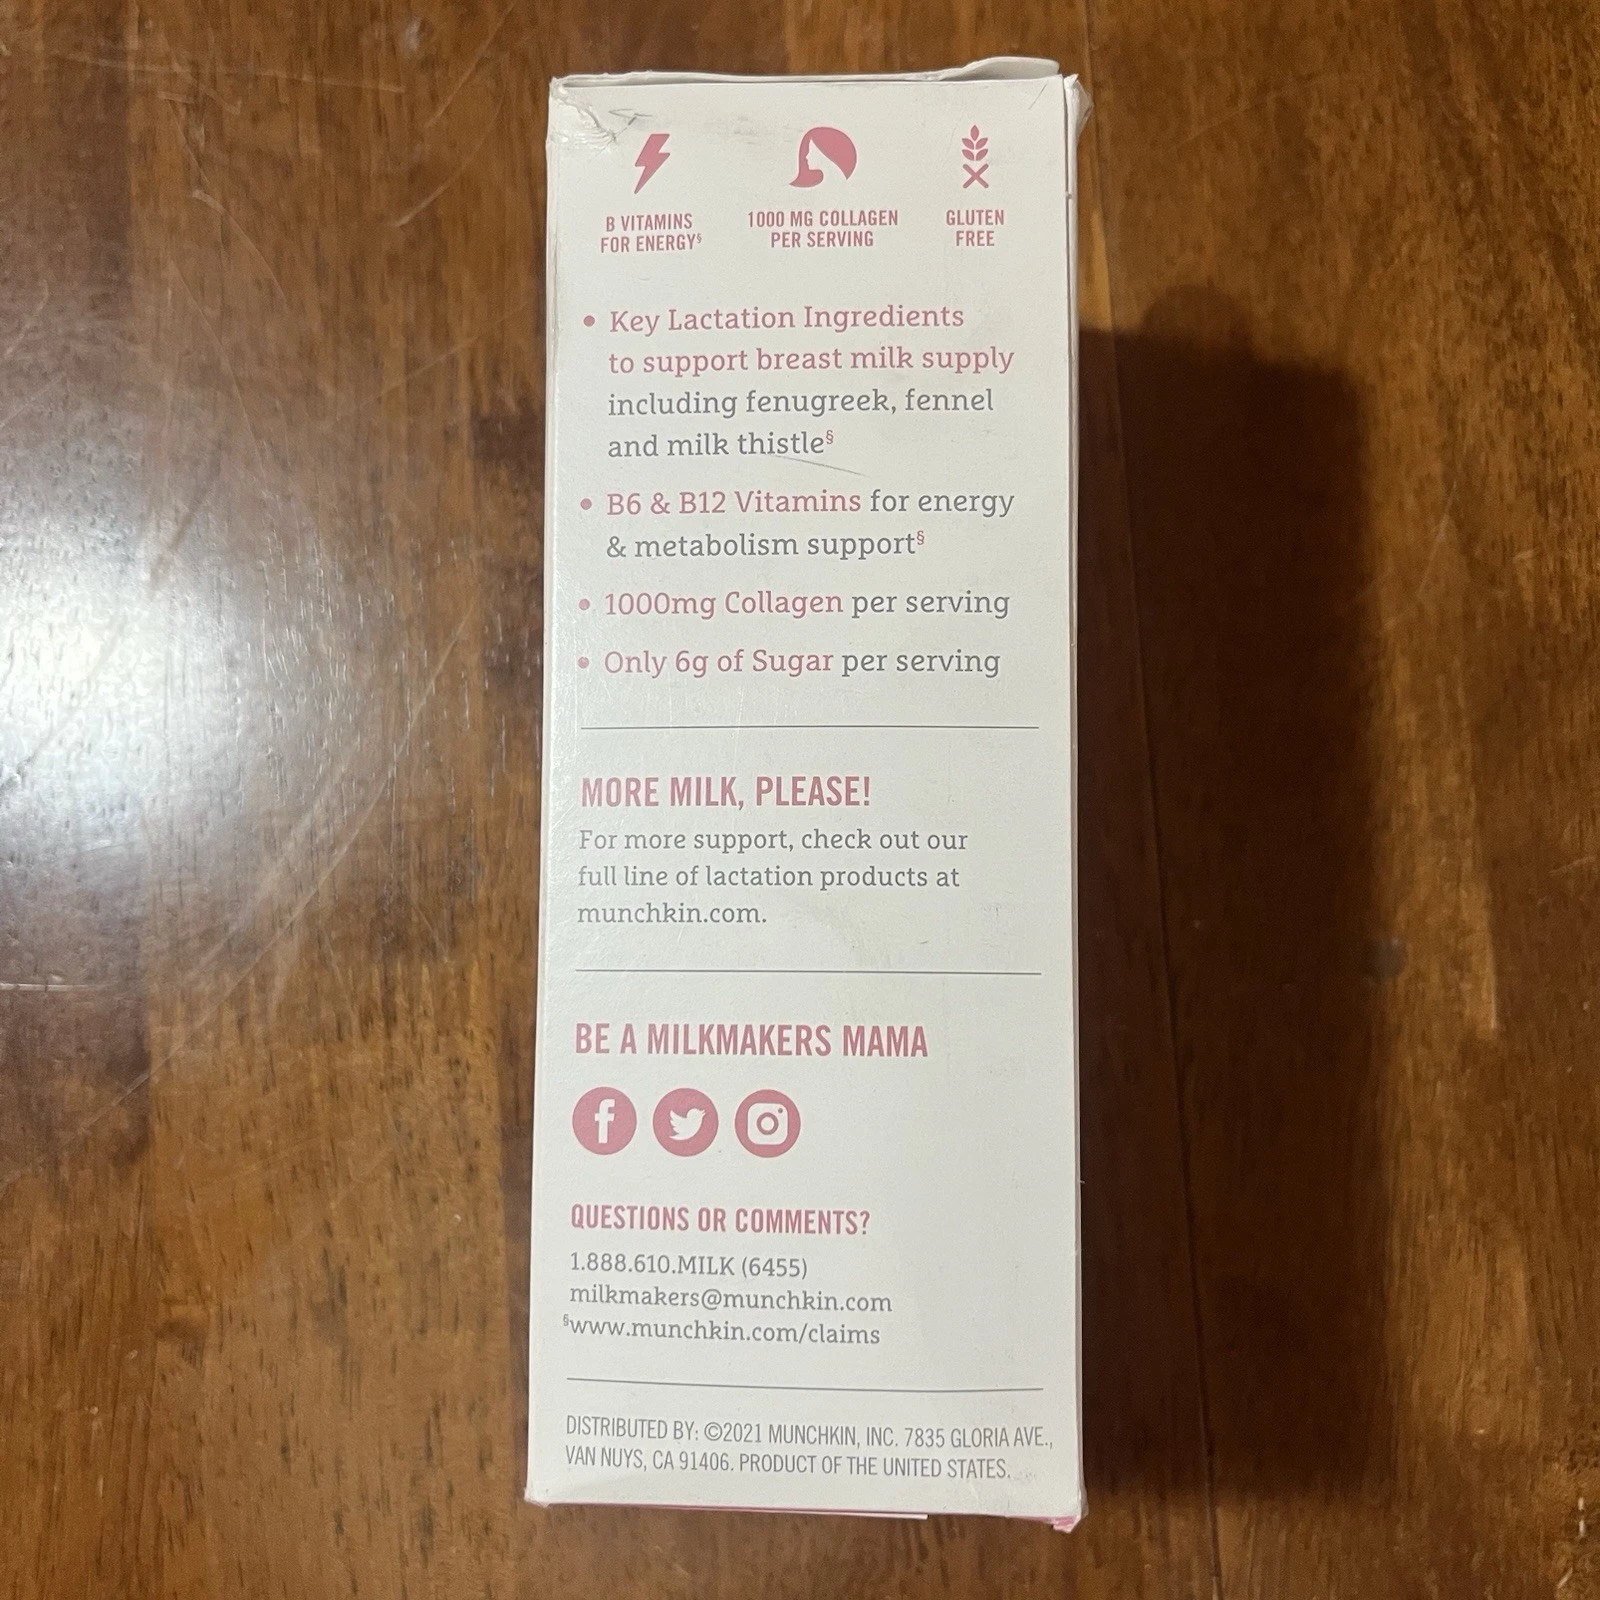 B VITAMINS
FOR ENERGY§
1000 MG COLLAGEN
PER SERVING
GLUTEN
FREE
• Key Lactation Ingredients
to support breast milk supply
including fenugreek, fennel
and milk thistle§
• B6 & B12 Vitamins for energy
& metabolism support§
• 1000mg Collagen per serving
• Only 6g of Sugar per serving
MORE MILK, PLEASE!
For more support, check out our
full line of lactation products at
munchkin.com.
BE A MILKMAKERS MAMA
QUESTIONS OR COMMENTS?
1.888.610.MILK (6455)
milkmakers@munchkin.com
§www.munchkin.com/claims
DISTRIBUTED BY: ©2021 MUNCHKIN, INC. 7835 GLORIA AVE.,
VAN NUYS, CA 91406. PRODUCT OF THE UNITED STATES.